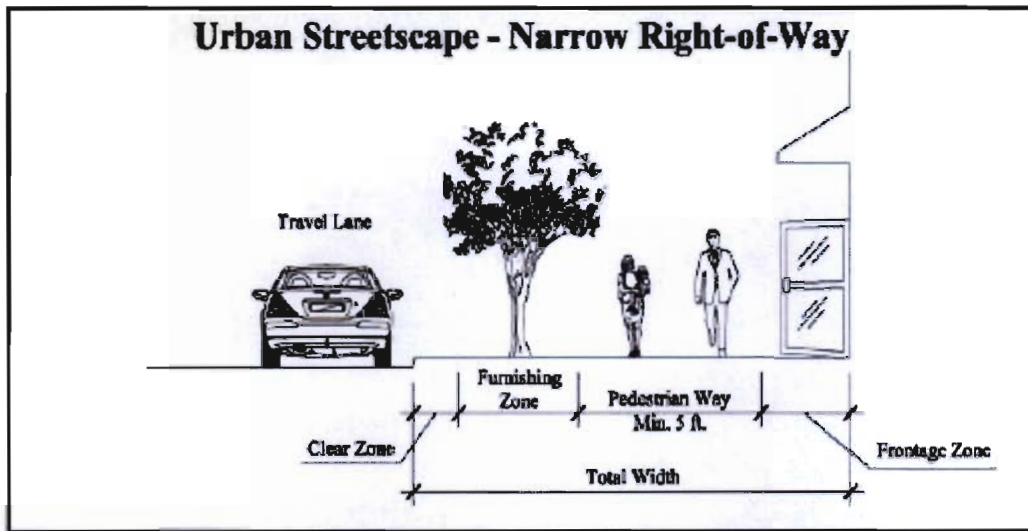 Urban Streetscape - Narrow Right-of-Way
Travel Lane
Furnishing
Zone
Pedestrian Way
Min. 5 ft.
Clear Zone
Frontage Zone
Total Width